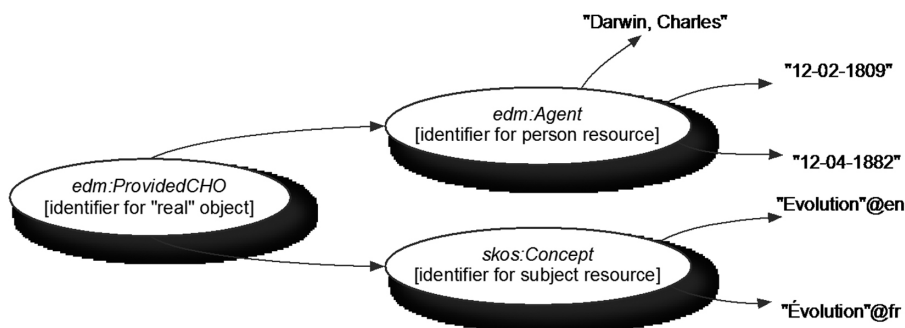 "Darwin, Charles"
"12-02-1809"
edm:Agent
[identifier for person resource]
"12-04-1882"
edm:ProvidedCHO
[identifier for "real" object]
"Evolution"@en
skos:Concept
[identifier for subject resource]
"Évolution"@fr